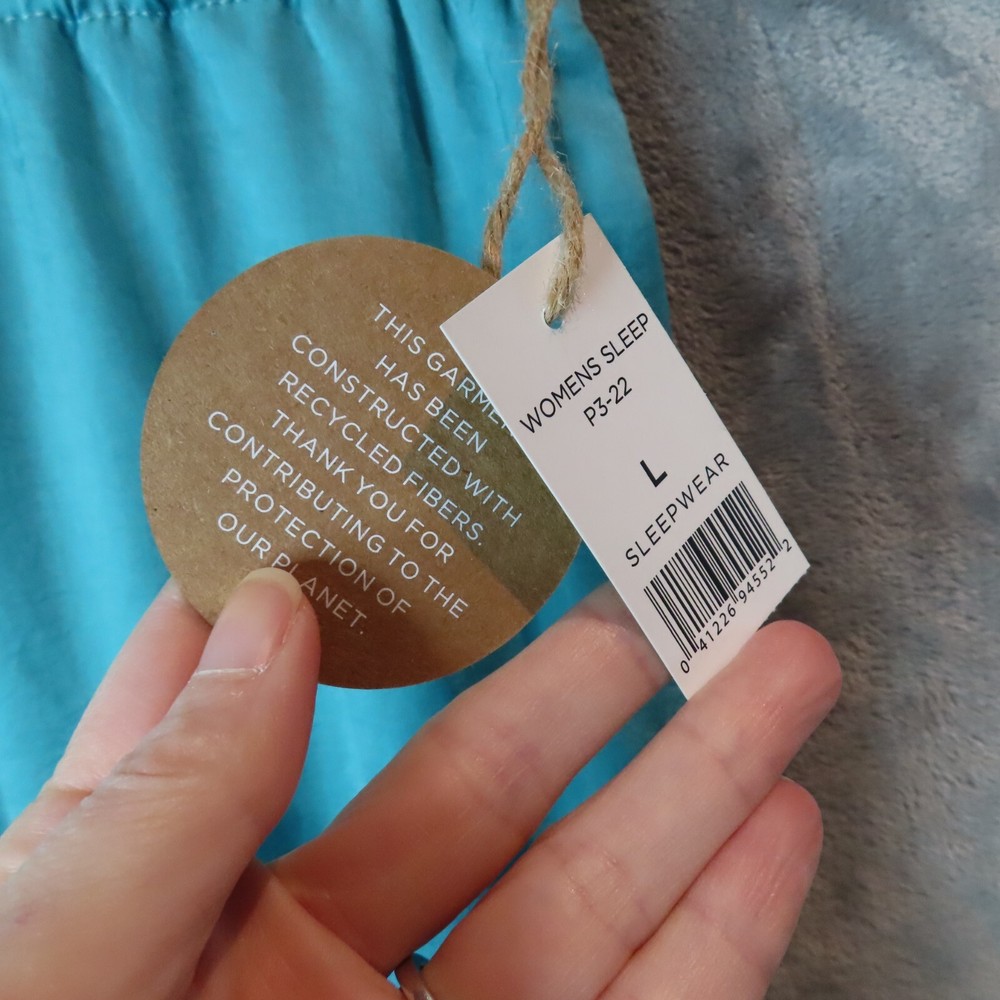 THIS GARME
HAS BEEN
CONSTRUCTED WITH
RECYCLED FIBERS.
THANK YOU FOR
CONTRIBUTING TO THE
PROTECTION OF
OUR PLANET.
WOMENS SLEEP
P3-22
L
SLEEPWEAR
0 41226 94552 2